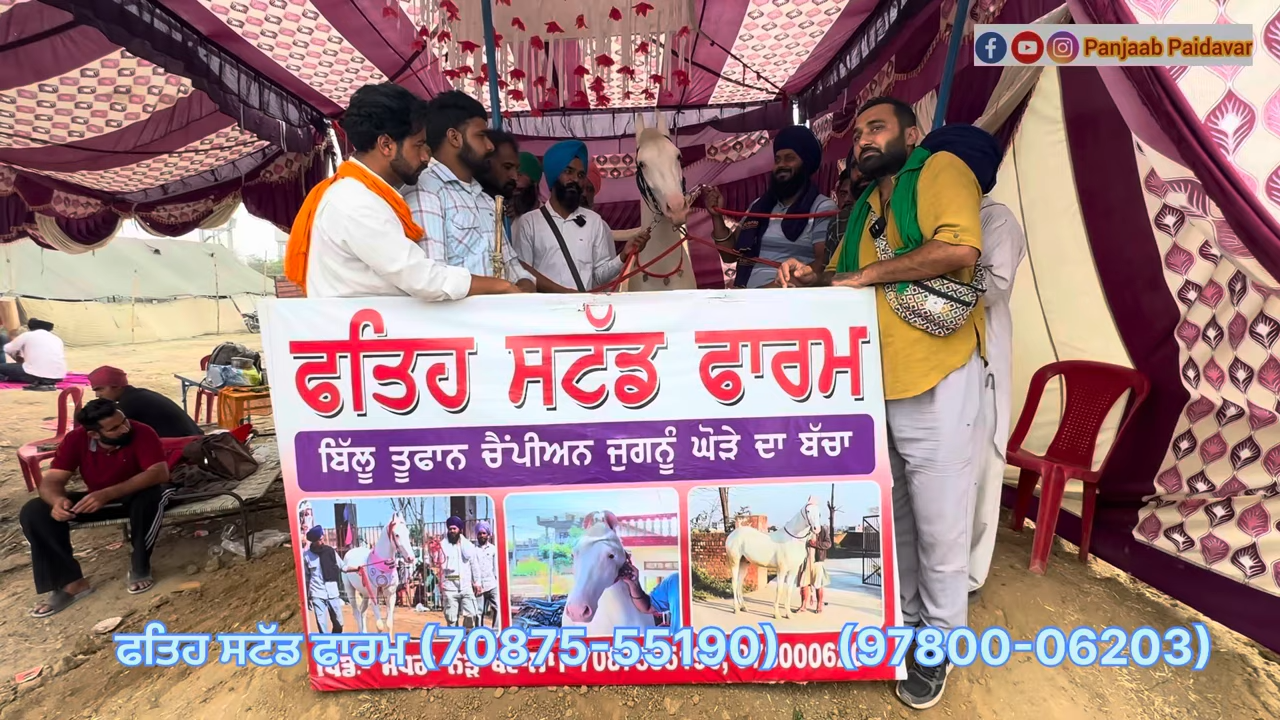 Panjaab Paidavar
ਫਤਿਹ ਸਟੱਡ ਫਾਰਮ
ਬਿੱਲੂ ਤੂਫਾਨ ਚੈਂਪੀਅਨ ਜੁਗਨੂੰ ਘੋੜੇ ਦਾ ਬੱਚਾ
ਫਤਿਹ ਸਟੱਡ ਫਾਰਮ (70875-55190) (97800-06203)